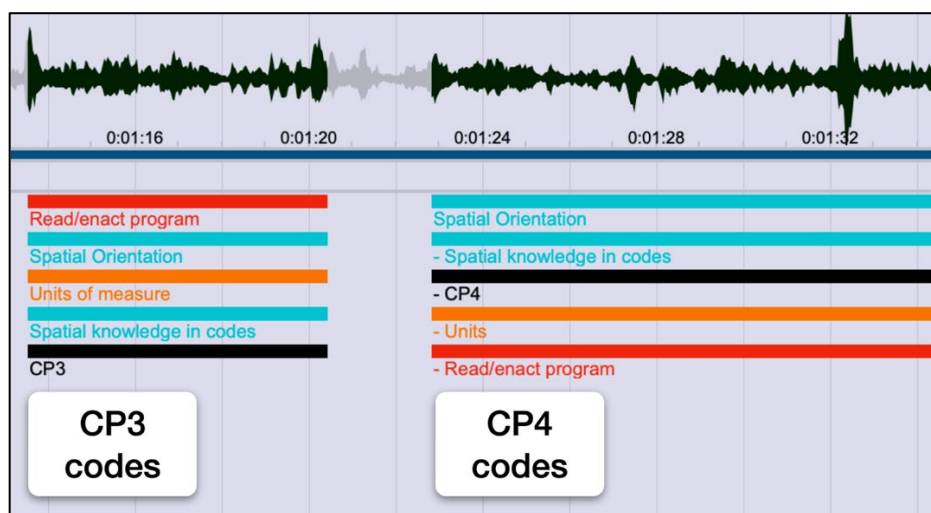 0:01:16 0:01:20 0:01:24 0:01:28 0:01:32
Read/enact program
Spatial Orientation
Units of measure
Spatial knowledge in codes
CP3
CP3
codes
Spatial Orientation
- Spatial knowledge in codes
- CP4
- Units
- Read/enact program
CP4
codes